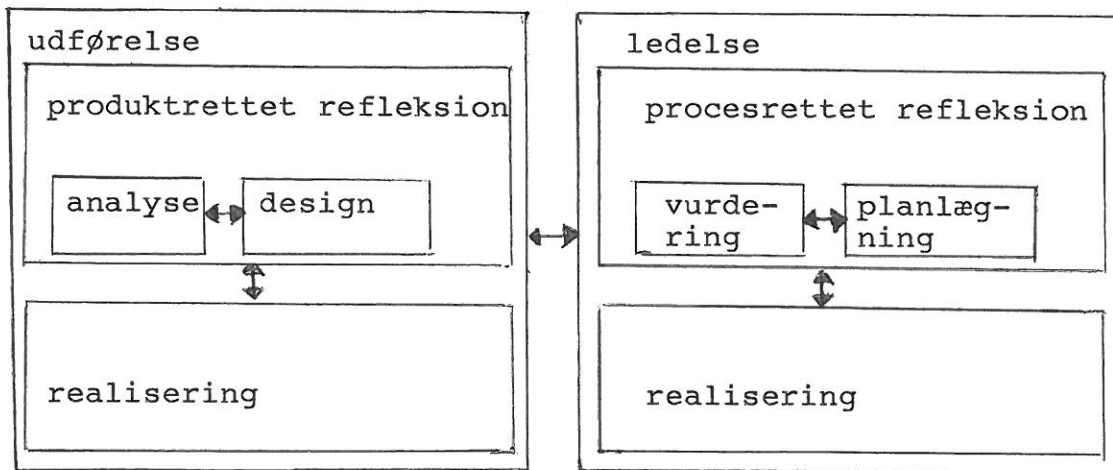 udførelse
produktrettet refleksion
analyse
design
realisering
ledelse
procesrettet refleksion
vurde-
ring
planlæg-
ning
realisering